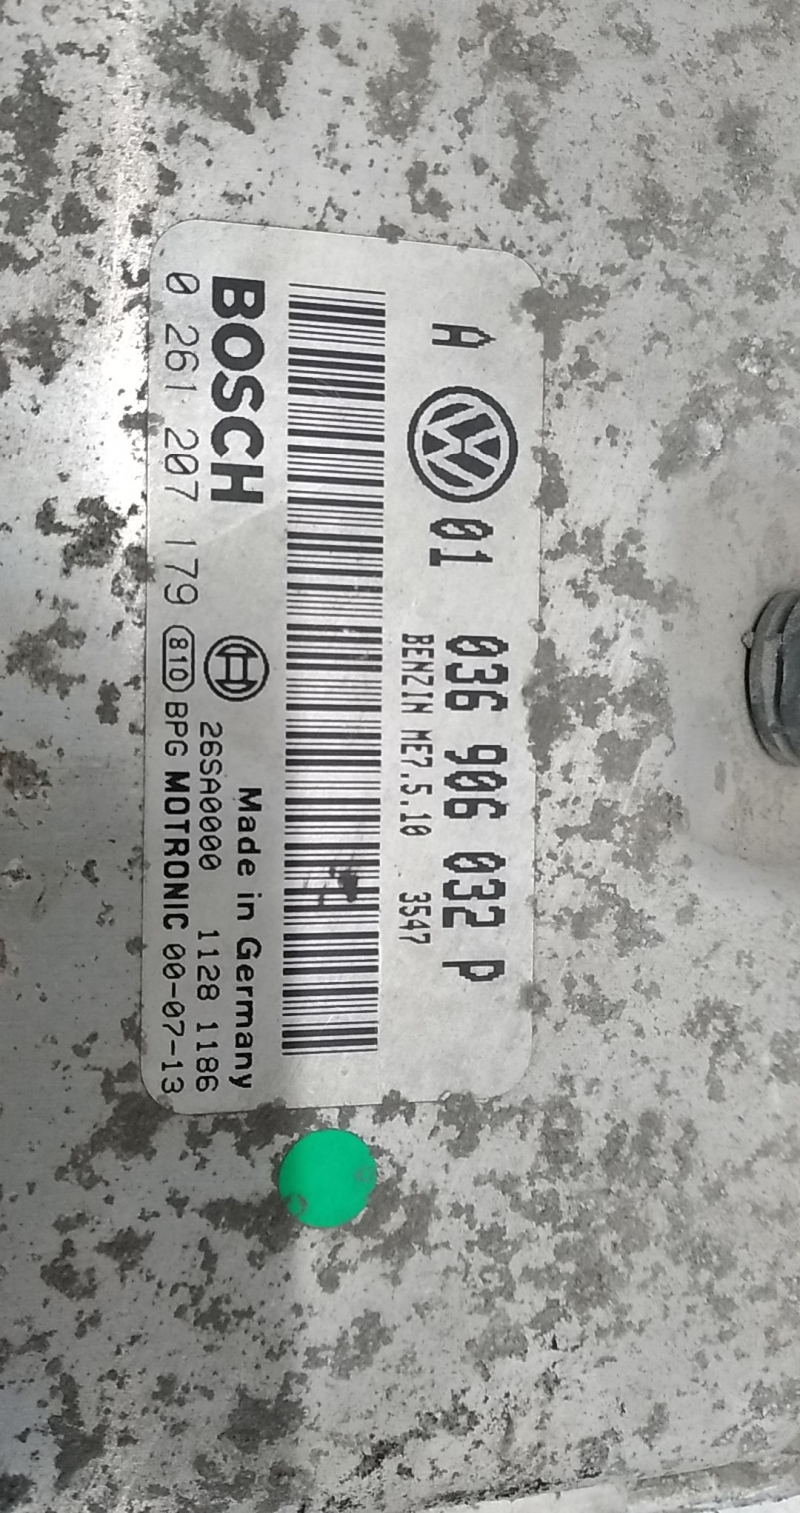 A 01 036 906 032 P
BENZIN ME7.5.10 3547
BOSCH
Made in Germany
26SA0000 1128 1186
0 261 207 179 810 BPG MOTRONIC 00-07-13